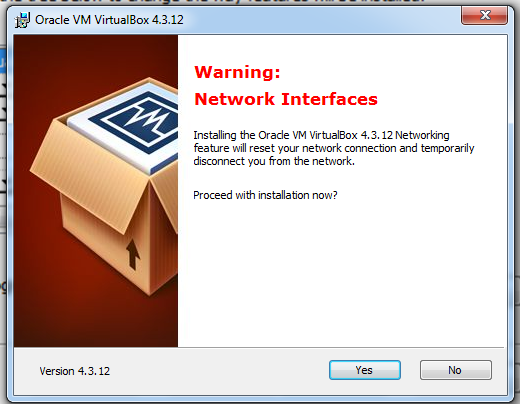 Oracle VM VirtualBox 4.3.12
Warning:
Network Interfaces
Installing the Oracle VM VirtualBox 4.3.12 Networking
feature will reset your network connection and temporarily
disconnect you from the network.
Proceed with installation now?
Version 4.3.12
Yes
No